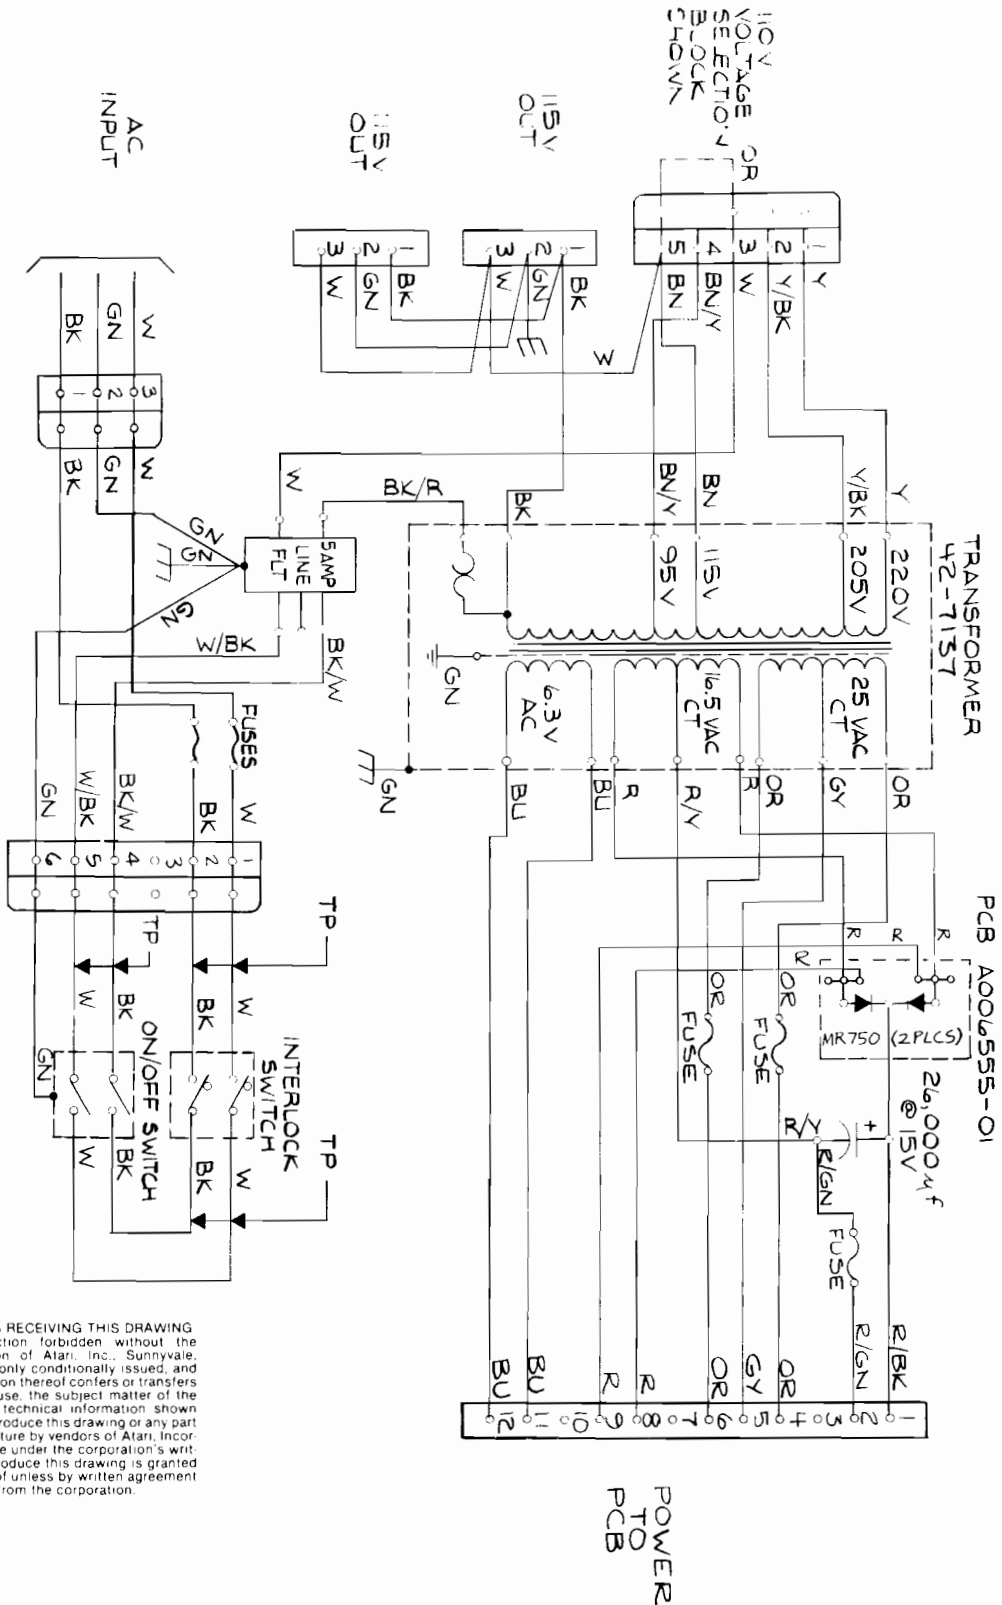 110V
VOLTAGE
SELECTION
BLOCK
SHOWN
OR
1
2
3
4
5
Y
Y/BK
W
BN/Y
BN
115V
OUT
1
2
3
BK
GN
W
W
115V
OUT
1
2
3
BK
GN
W
AC
INPUT
W
GN
BK
3
2
1
W
GN
BK
GN
GN
GN
W
BK/R
5 AMP
LINE
FLT
W/BK
BK/W
BK
BN/Y
BN
Y/BK
Y
TRANSFORMER
42-7137
220V
205V
115V
95V
GN
6.3V
AC
16.5 VAC
CT
25 VAC
CT
GN
BU
BU
R
R/Y
R
OR
GY
OR
FUSES
W
BK
BK/W
W/BK
GN
1
2
3
4
5
6
TP
TP
W
BK
BK
W
INTERLOCK
SWITCH
ON/OFF SWITCH
GN
TP
W
BK
BK
W
PCB A006555-01
R
R
R
R
MR750 (2PLCS)
OR
OR
FUSE
FUSE
26,000 µf
@ 15V
+
R/Y
R/GN
FUSE
R/GN
R/BK
OR
GY
OR
R
R
BU
BU
1
2
3
4
5
6
7
8
9
10
11
12
POWER
TO
PCB
RECEIVING THIS DRAWING
ction forbidden without the
n of Atari, Inc., Sunnyvale,
only conditionally issued, and
on thereof confers or transfers
use, the subject matter of the
technical information shown
roduce this drawing or any part
ture by vendors of Atari, Incor-
e under the corporation's writ-
oduce this drawing is granted
of unless by written agreement
rom the corporation.